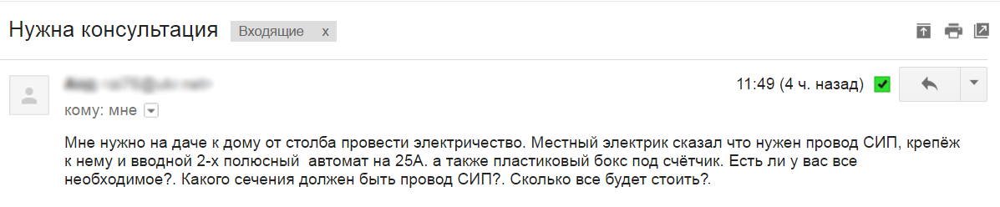 Нужна консультация Входящие x
11:49 (4 ч. назад)
кому: мне
Мне нужно на даче к дому от столба провести электричество. Местный электрик сказал что нужен провод СИП, крепёж
к нему и вводной 2-х полюсный  автомат на 25А. а также пластиковый бокс под счётчик. Есть ли у вас все
необходимое?. Какого сечения должен быть провод СИП?. Сколько все будет стоить?.